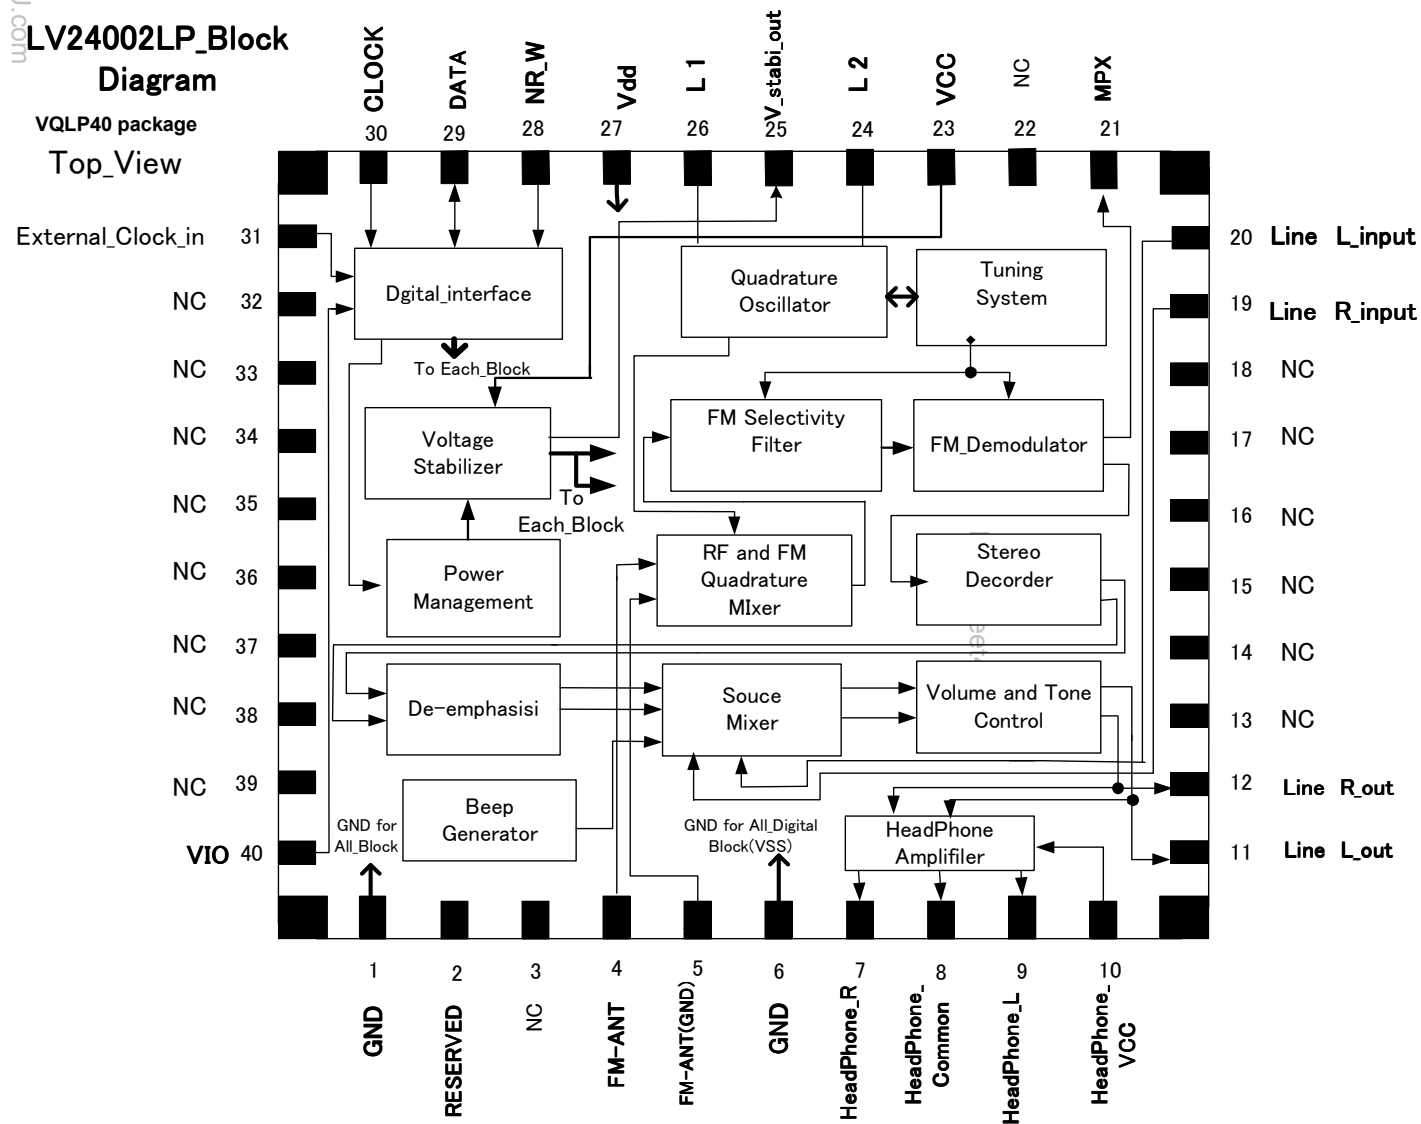 J.com
LV24002LP_Block
Diagram
VQLP40 package
Top_View
CLOCK
DATA
NR_W
Vdd
L 1
V_stabi_out
L 2
VCC
NC
MPX
30
29
28
27
26
25
24
23
22
21
External_Clock_in 31
NC 32
NC 33
NC 34
NC 35
NC 36
NC 37
NC 38
NC 39
VIO 40
20 Line L_input
19 Line R_input
18 NC
17 NC
16 NC
15 NC
14 NC
13 NC
12 Line R_out
11 Line L_out
Dgital_interface
To Each_Block
Quadrature
Oscillator
Tuning
System
Voltage
Stabilizer
To
Each_Block
FM Selectivity
Filter
FM_Demodulator
Power
Management
RF and FM
Quadrature
MIxer
Stereo
Decorder
eet
De-emphasisi
Souce
Mixer
Volume and Tone
Control
Beep
Generator
GND for
All_Block
GND for All_Digital
Block(VSS)
HeadPhone
Amplifiler
1
2
3
4
5
6
7
8
9
10
GND
RESERVED
NC
FM-ANT
FM-ANT(GND)
GND
HeadPhone_R
HeadPhone_
Common
HeadPhone_L
HeadPhone_
VCC